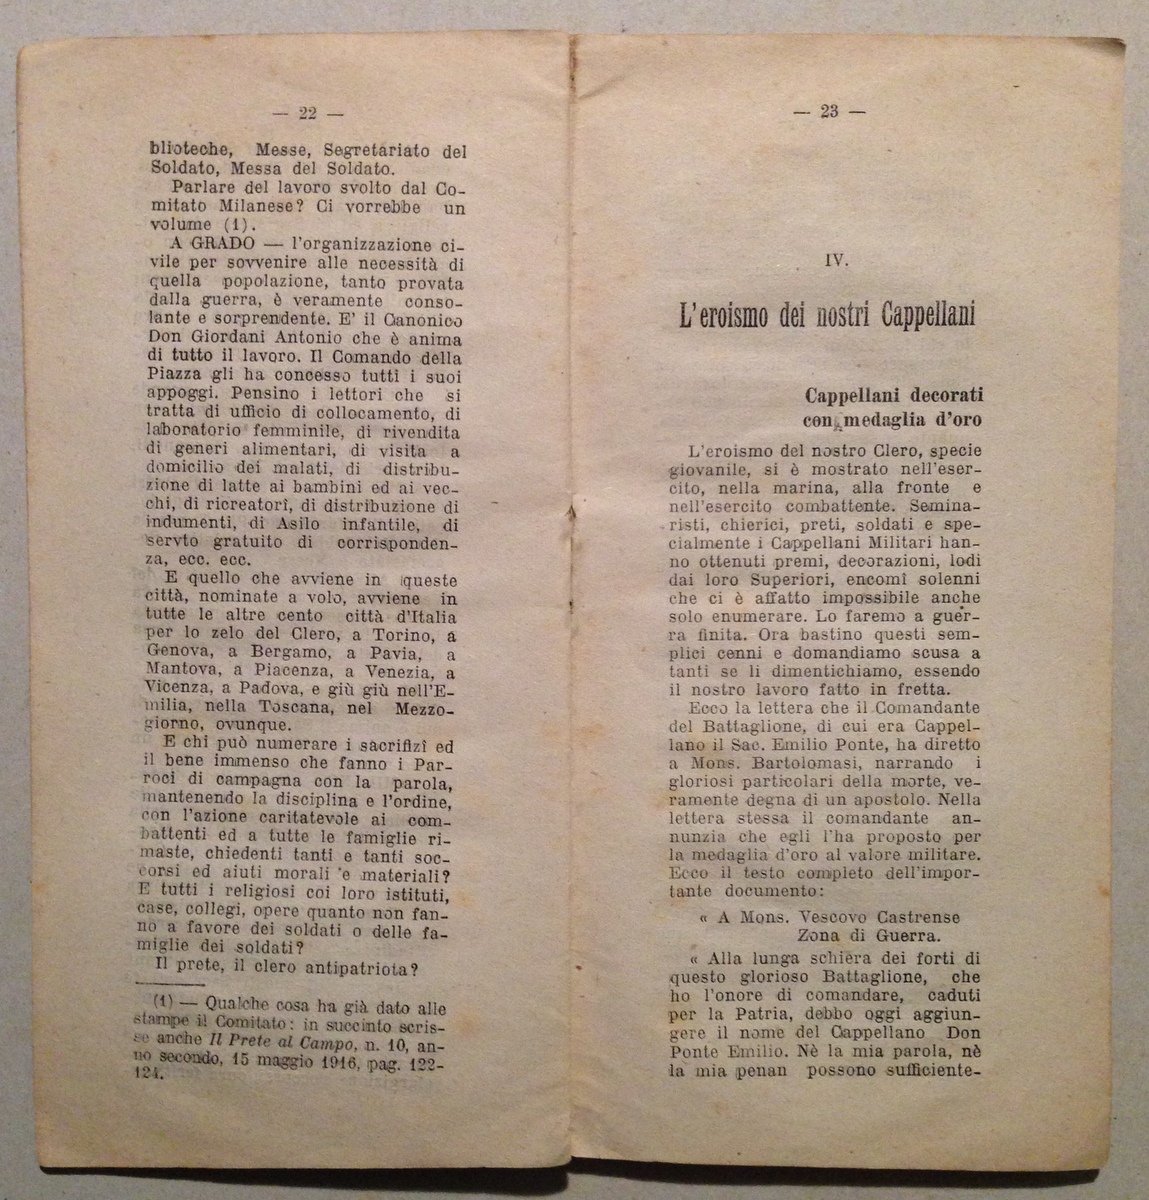 — 22 —
blioteche, Messe, Segretariato del
Soldato, Messa del Soldato.
Parlare del lavoro svolto dal Co-
mitato Milanese? Ci vorrebbe un
volume (1).
A GRADO — l'organizzazione ci-
vile per sovvenire alle necessità di
quella popolazione, tanto provata
dalla guerra, è veramente conso-
lante e sorprendente. E' il Canonico
Don Giordani Antonio che è anima
di tutto il lavoro. Il Comando della
Piazza gli ha concesso tutti i suoi
appoggi. Pensino i lettori che si
tratta di ufficio di collocamento, di
laboratorio femminile, di rivendita
di generi alimentari, di visita a
domicilio dei malati, di distribu-
zione di latte ai bambini ed ai vec-
chi, di ricreatorî, di distribuzione di
indumenti, di Asilo infantile, di
servto gratuito di corrisponden-
za, ecc. ecc.
E quello che avviene in queste
città, nominate a volo, avviene in
tutte le altre cento città d'Italia
per lo zelo del Clero, a Torino, a
Genova, a Bergamo, a Pavia, a
Mantova, a Piacenza, a Venezia, a
Vicenza, a Padova, e giù giù nell'E-
milia, nella Toscana, nel Mezzo-
giorno, ovunque.
E chi può numerare i sacrifizî ed
il bene immenso che fanno i Par-
roci di campagna con la parola,
mantenendo la disciplina e l'ordine,
con l'azione caritatevole ai com-
battenti ed a tutte le famiglie ri-
maste, chiedenti tanti e tanti soc-
corsi ed aiuti morali e materiali?
E tutti i religiosi coi loro istituti,
case, collegi, opere quanto non fan-
no a favore dei soldati o delle fa-
miglie dei soldati?
Il prete, il clero antipatriota?
(1) — Qualche cosa ha già dato alle
stampe il Comitato: in succinto scris-
se anche Il Prete al Campo, n. 10, an-
no secondo, 15 maggio 1916, pag. 122-
124.
— 23 —
IV.
L'eroismo dei nostri Cappellani
Cappellani decorati
con medaglia d'oro
L'eroismo del nostro Clero, specie
giovanile, si è mostrato nell'eser-
cito, nella marina, alla fronte e
nell'esercito combattente. Semina-
risti, chierici, preti, soldati e spe-
cialmente i Cappellani Militari han-
no ottenuti premi, decorazioni, lodi
dai loro Superiori, encomî solenni
che ci è affatto impossibile anche
solo enumerare. Lo faremo a guer-
ra finita. Ora bastino questi sem-
plici cenni e domandiamo scusa a
tanti se li dimentichiamo, essendo
il nostro lavoro fatto in fretta.
Ecco la lettera che il Comandante
del Battaglione, di cui era Cappel-
lano il Sac. Emilio Ponte, ha diretto
a Mons. Bartolomasi, narrando i
gloriosi particolari della morte, ve-
ramente degna di un apostolo. Nella
lettera stessa il comandante an-
nunzia che egli l'ha proposto per
la medaglia d'oro al valore militare.
Ecco il testo completo dell'impor-
tante documento:
« A Mons. Vescovo Castrense
Zona di Guerra.
« Alla lunga schiera dei forti di
questo glorioso Battaglione, che
ho l'onore di comandare, caduti
per la Patria, debbo oggi aggiun-
gere il nome del Cappellano Don
Ponte Emilio. Nè la mia parola, nè
la mia penan possono sufficiente-